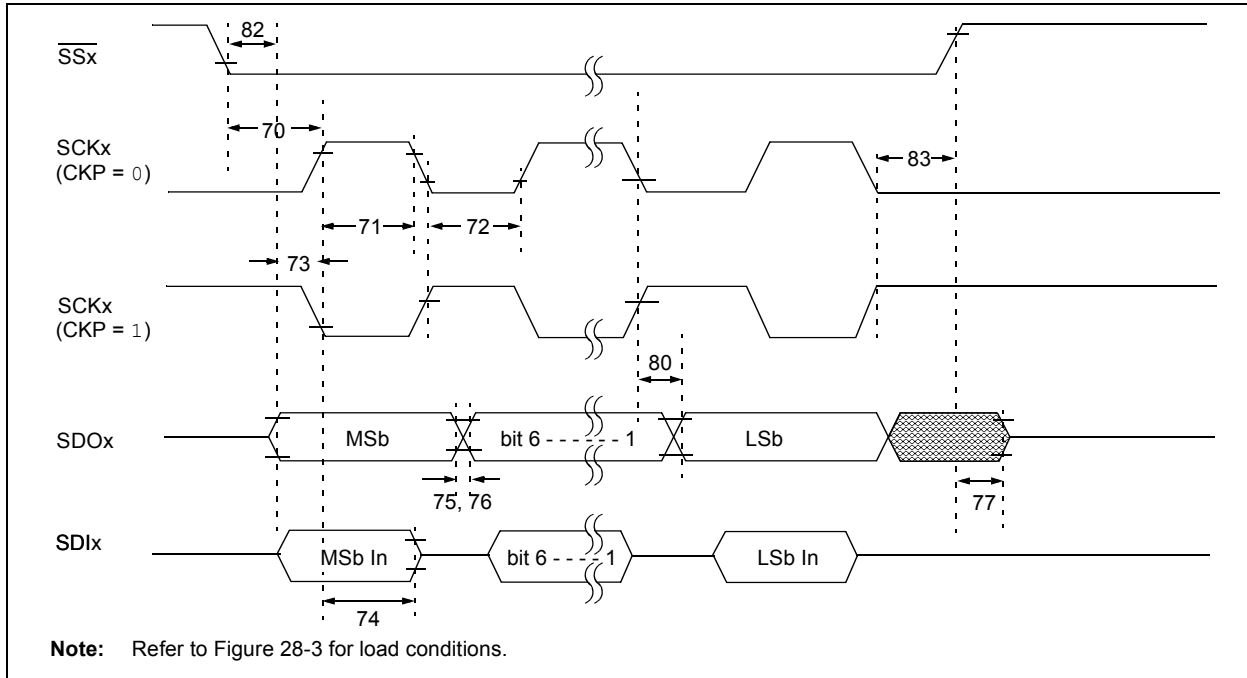 82
SSx
70
SCKx
(CKP = 0)
83
71
72
73
SCKx
(CKP = 1)
80
SDOx
MSb
bit 6 - - - - - - 1
LSb
75, 76
77
SDIx
MSb In
bit 6 - - - - 1
LSb In
74
Note: Refer to Figure 28-3 for load conditions.